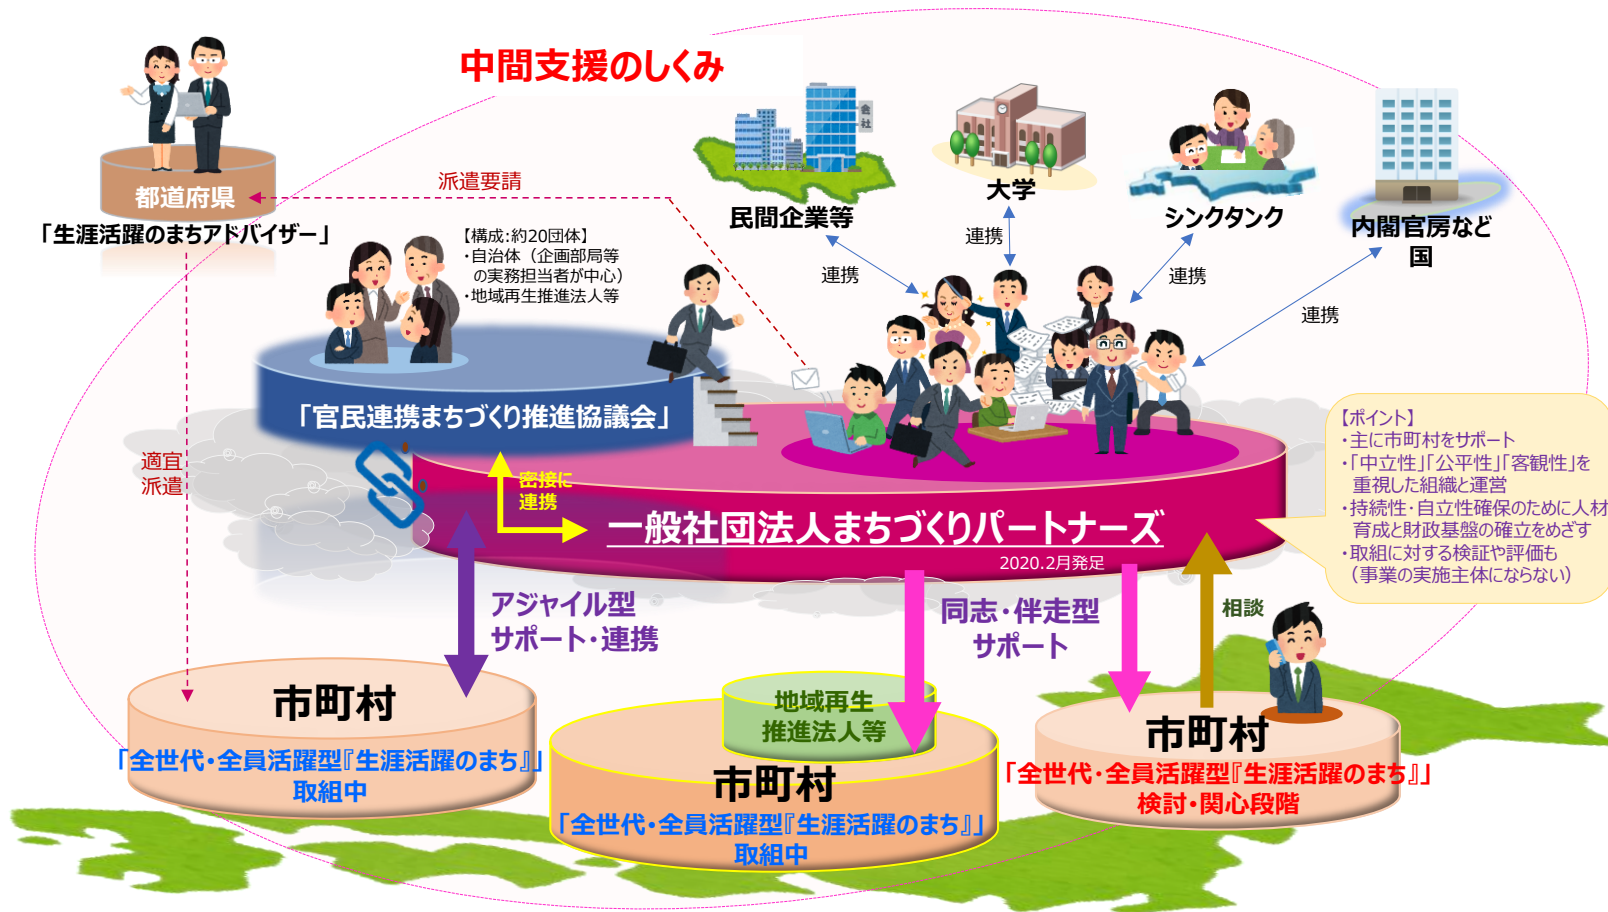 中間支援のしくみ
都道府県
「生涯活躍のまちアドバイザー」
派遣要請
会社
民間企業等
大学
シンクタンク
内閣官房など
国
連携
連携
連携
連携
【構成:約20団体】
・自治体（企画部局等
の実務担当者が中心）
・地域再生推進法人等
「官民連携まちづくり推進協議会」
適宜
派遣
密接に
連携
一般社団法人まちづくりパートナーズ
2020.2月発足
【ポイント】
・主に市町村をサポート
・「中立性」「公平性」「客観性」を
重視した組織と運営
・持続性・自立性確保のために人材
育成と財政基盤の確立をめざす
・取組に対する検証や評価も
（事業の実施主体にならない）
アジャイル型
サポート・連携
同志・伴走型
サポート
相談
市町村
「全世代・全員活躍型『生涯活躍のまち』」
取組中
地域再生
推進法人等
市町村
「全世代・全員活躍型『生涯活躍のまち』」
取組中
市町村
「全世代・全員活躍型『生涯活躍のまち』」
検討・関心段階